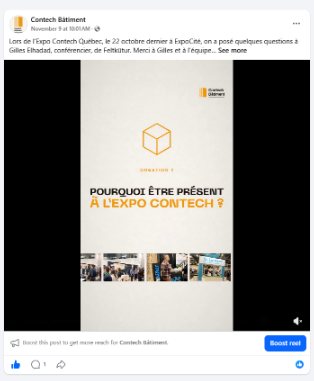 Contech Bâtiment
November 9 at 10:01 AM
Lors de l'Expo Contech Québec, le 22 octobre dernier à ExpoCité, on a posé quelques questions à
Gilles Elhadad, conférencier, de Feltkütur. Merci à Gilles et à l'équipe... See more
Contech
Bâtiment
QUESTION 1
POURQUOI ÊTRE PRÉSENT
À L'EXPO CONTECH ?
Boost this post to get more reach for Contech Bâtiment.
Boost reel
1